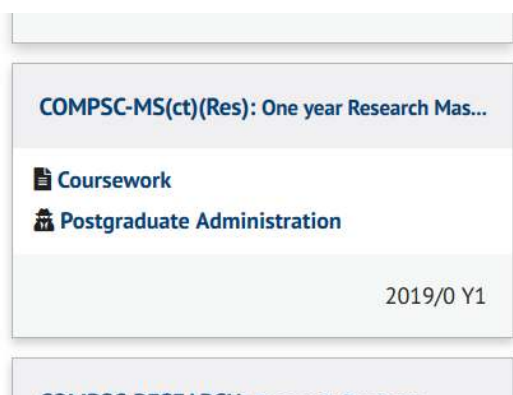 COMPSC-MS(ct)(Res): One year Research Mas...
Coursework
Postgraduate Administration
2019/0 Y1